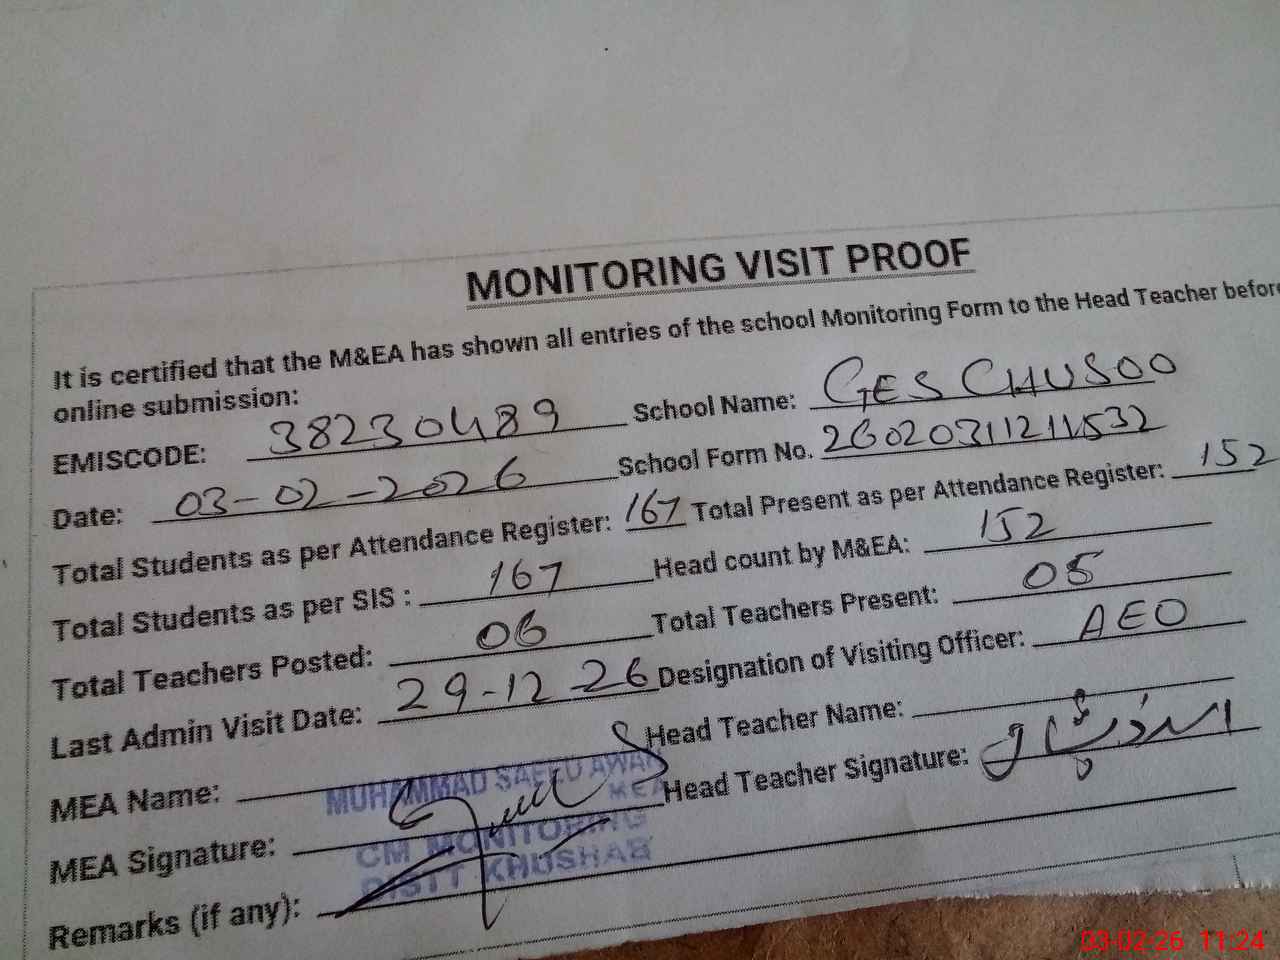 MONITORING VISIT PROOF
It is certified that the M&EA has shown all entries of the school Monitoring Form to the Head Teacher before
online submission:
EMISCODE: 38230489 School Name: GES CHUSOO
Date: 03-02-2026 School Form No.
Total Students as per Attendance Register: 167 Total Present as per Attendance Register: 152
Total Students as per SIS : 167 Head count by M&EA: 152
Total Teachers Posted: 06 Total Teachers Present: 05
Last Admin Visit Date: 29-12-26 Designation of Visiting Officer: AEO
MEA Name: Head Teacher Name:
MUHAMMAD SAEED AWAN
MEA
MEA Signature: Head Teacher Signature:
CM MONITORING
DISTT KHUSHAB
Remarks (if any):
03-02-26 11:24